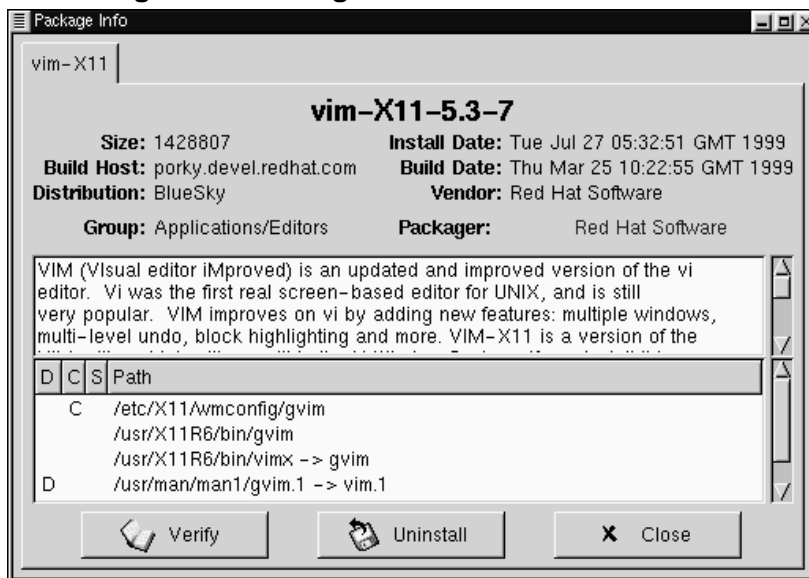 Package Info
vim-X11
vim-X11-5.3-7
Size: 1428807 Install Date: Tue Jul 27 05:32:51 GMT 1999
Build Host: porky.devel.redhat.com Build Date: Thu Mar 25 10:22:55 GMT 1999
Distribution: BlueSky Vendor: Red Hat Software
Group: Applications/Editors Packager: Red Hat Software
VIM (VIsual editor iMproved) is an updated and improved version of the vi
editor. Vi was the first real screen-based editor for UNIX, and is still
very popular. VIM improves on vi by adding new features: multiple windows,
multi-level undo, block highlighting and more. VIM-X11 is a version of the
D C S Path
C /etc/X11/wmconfig/gvim
/usr/X11R6/bin/gvim
/usr/X11R6/bin/vimx -> gvim
D /usr/man/man1/gvim.1 -> vim.1
Verify Uninstall Close